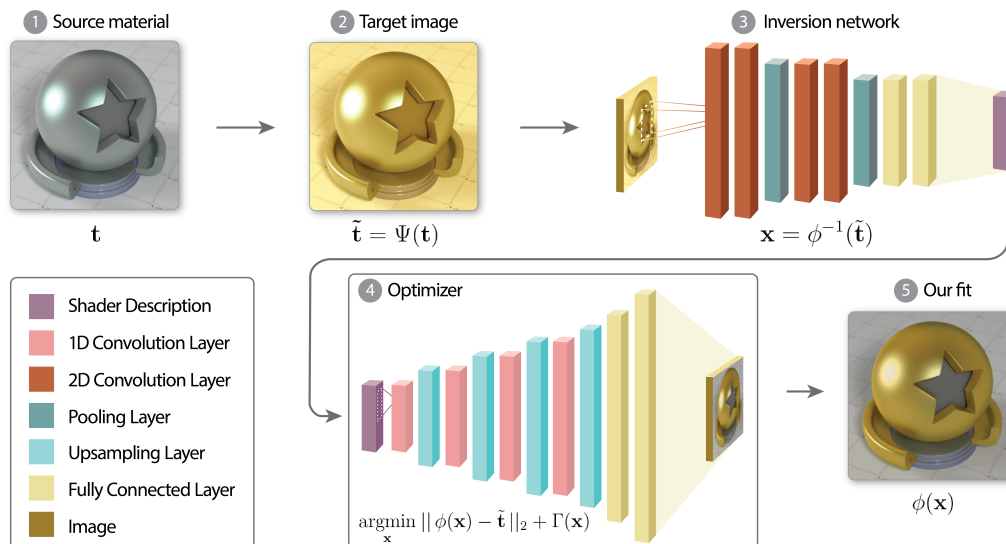 1 Source material
2 Target image
3 Inversion network
t
t̃ = Ψ(t)
x = ϕ⁻¹(t̃)
Shader Description
1D Convolution Layer
2D Convolution Layer
Pooling Layer
Upsampling Layer
Fully Connected Layer
Image
4 Optimizer
argmin || ϕ(x) − t̃ ||₂ + Γ(x)
x
5 Our fit
ϕ(x)